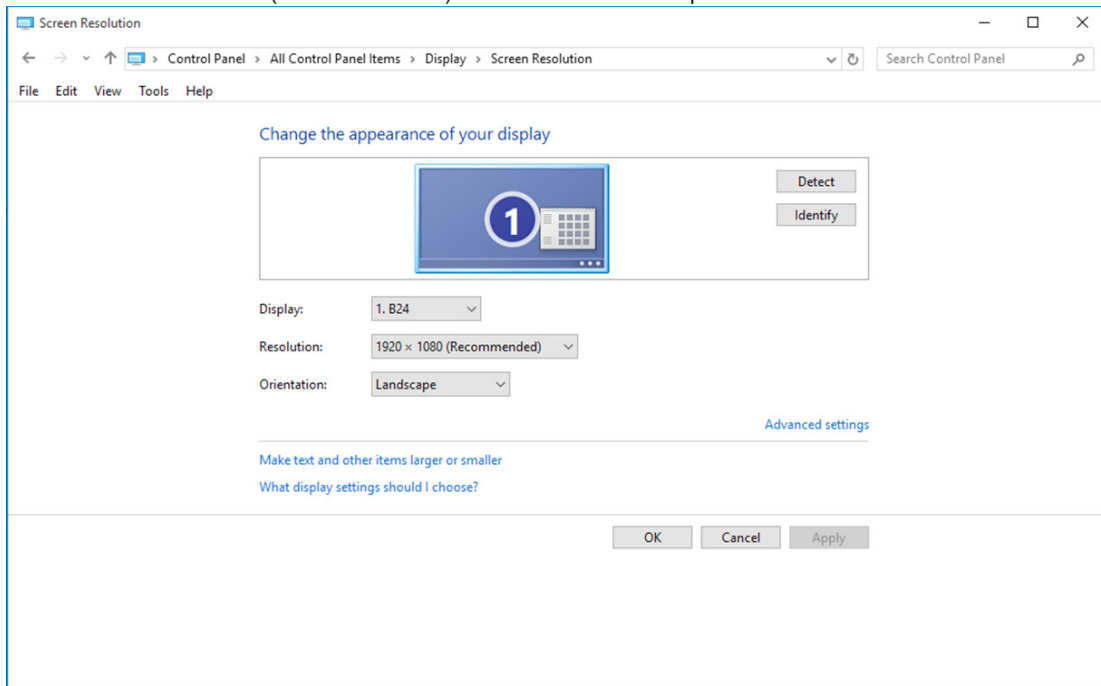 Screen Resolution
Control Panel > All Control Panel Items > Display > Screen Resolution
Search Control Panel
File Edit View Tools Help
Change the appearance of your display
1
Detect
Identify
Display: 1. B24
Resolution: 1920 × 1080 (Recommended)
Orientation: Landscape
Advanced settings
Make text and other items larger or smaller
What display settings should I choose?
OK Cancel Apply